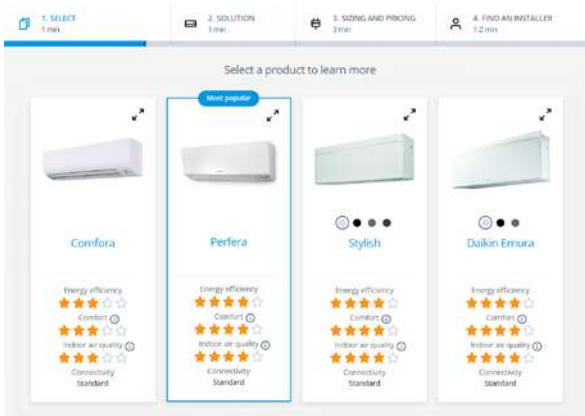 1. SELECT
1 min
2. SOLUTION
1 min
3. SIZING AND PRICING
3 min
4. FIND AN INSTALLER
1-2 min
Select a product to learn more
Most popular
Comfora
Energy efficiency
Comfort
Indoor air quality
Connectivity
Standard
Perfera
Energy efficiency
Comfort
Indoor air quality
Connectivity
Standard
Stylish
Energy efficiency
Comfort
Indoor air quality
Connectivity
Standard
Daikin Emura
Energy efficiency
Comfort
Indoor air quality
Connectivity
Standard